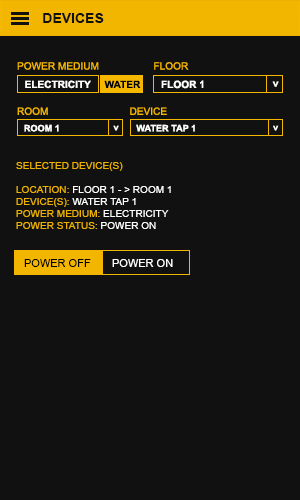 DEVICES
POWER MEDIUM FLOOR
ELECTRICITY WATER FLOOR 1 v
ROOM DEVICE
ROOM 1 v WATER TAP 1 v
SELECTED DEVICE(S)
LOCATION: FLOOR 1 - > ROOM 1
DEVICE(S): WATER TAP 1
POWER MEDIUM: ELECTRICITY
POWER STATUS: POWER ON
POWER OFF POWER ON